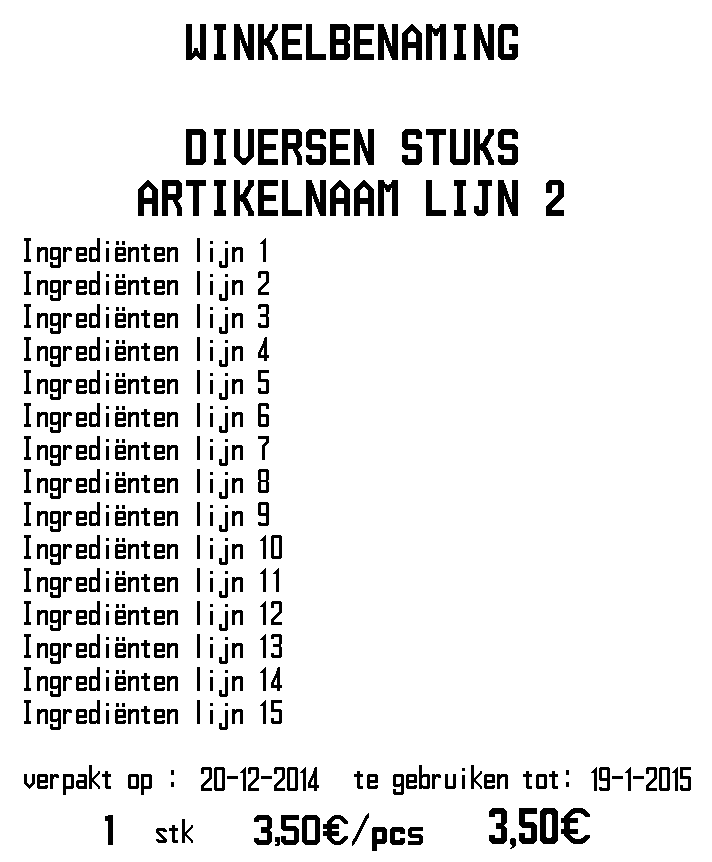 WINKELBENAMING
DIVERSEN STUKS
ARTIKELNAAM LIJN 2
Ingrediënten lijn 1
Ingrediënten lijn 2
Ingrediënten lijn 3
Ingrediënten lijn 4
Ingrediënten lijn 5
Ingrediënten lijn 6
Ingrediënten lijn 7
Ingrediënten lijn 8
Ingrediënten lijn 9
Ingrediënten lijn 10
Ingrediënten lijn 11
Ingrediënten lijn 12
Ingrediënten lijn 13
Ingrediënten lijn 14
Ingrediënten lijn 15
verpakt op : 20-12-2014 te gebruiken tot: 19-1-2015
1 stk 3,50€/pcs 3,50€